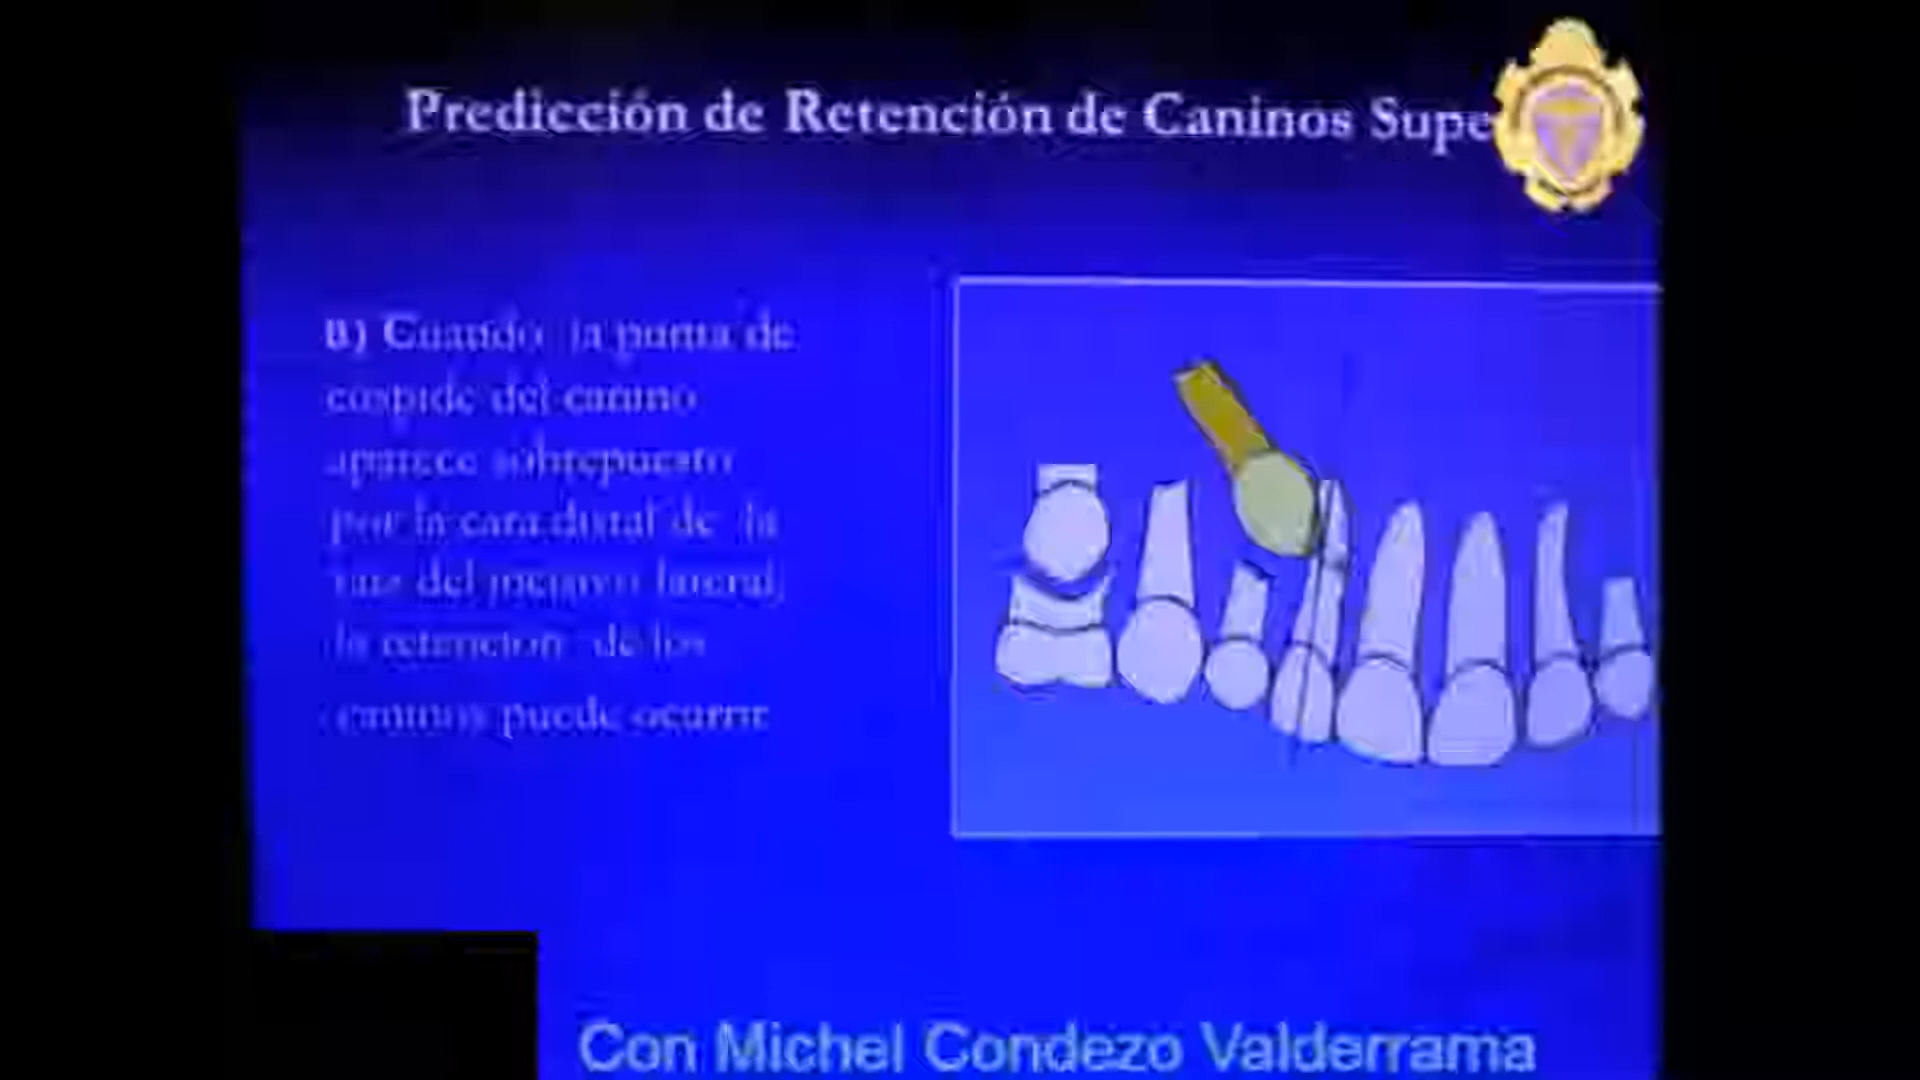 Predicción de Retención de Caninos Supe
B) Cuando la punta de
cúspide del canino
aparece sobrepuesto
por la cara distal de la
raíz del incisivo lateral,
la retención de los
caninos puede ocurrir
Con Michel Condezo Valderrama